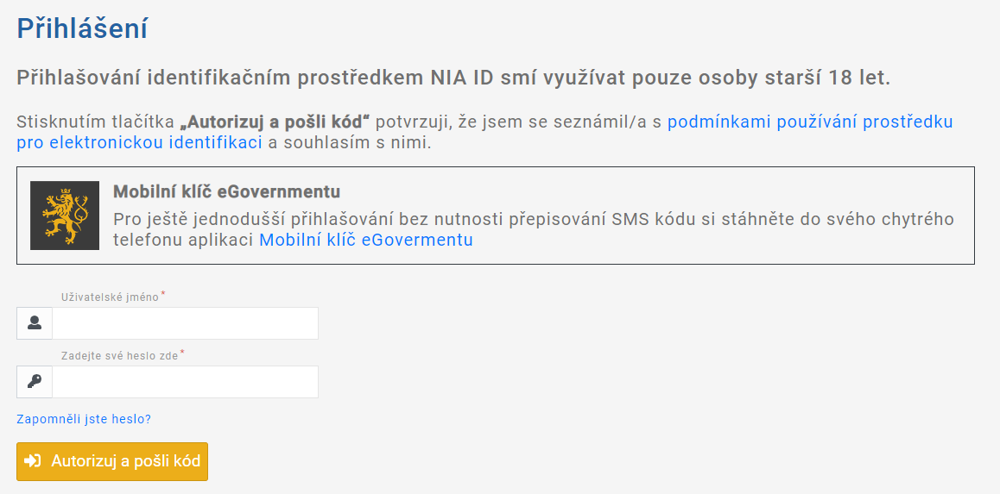 Přihlášení
Přihlašování identifikačním prostředkem NIA ID smí využívat pouze osoby starší 18 let.
Stisknutím tlačítka „Autorizuj a pošli kód“ potvrzuji, že jsem se seznámil/a s podmínkami používání prostředku
pro elektronickou identifikaci a souhlasím s nimi.
Mobilní klíč eGovernmentu
Pro ještě jednodušší přihlašování bez nutnosti přepisování SMS kódu si stáhněte do svého chytrého
telefonu aplikaci Mobilní klíč eGovermentu
Uživatelské jméno*
Zadejte své heslo zde*
Zapomněli jste heslo?
Autorizuj a pošli kód